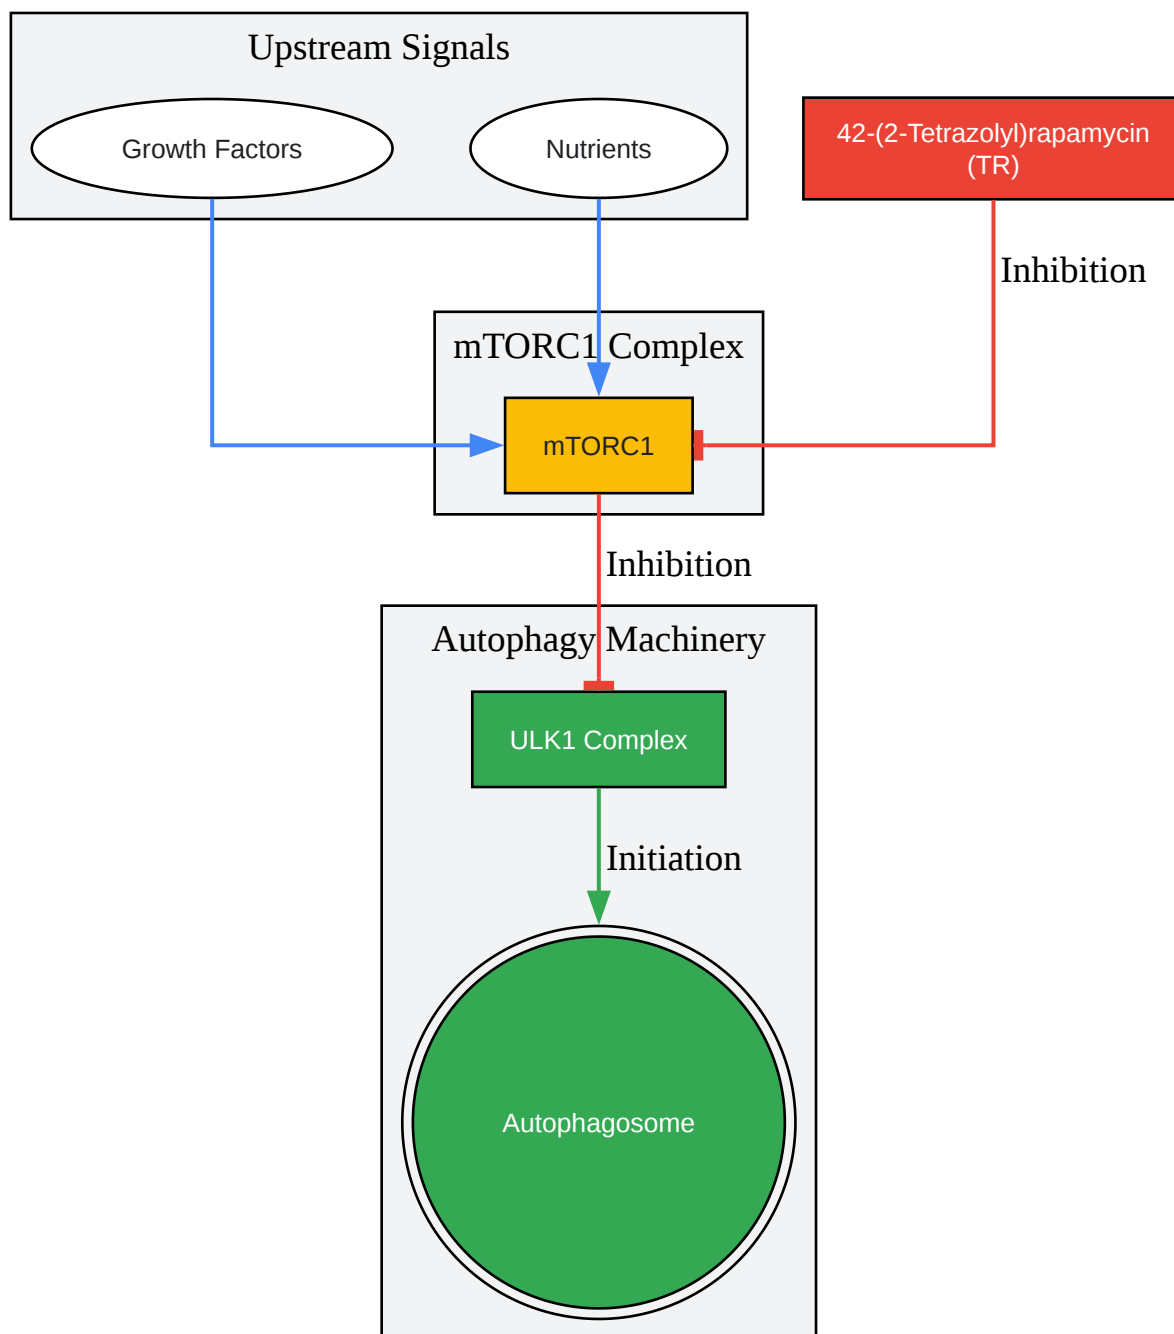 Upstream Signals
Growth Factors
Nutrients
42-(2-Tetrazolyl)rapamycin
(TR)
Inhibition
mTORC1 Complex
mTORC1
Inhibition
Autophagy Machinery
ULK1 Complex
Initiation
Autophagosome